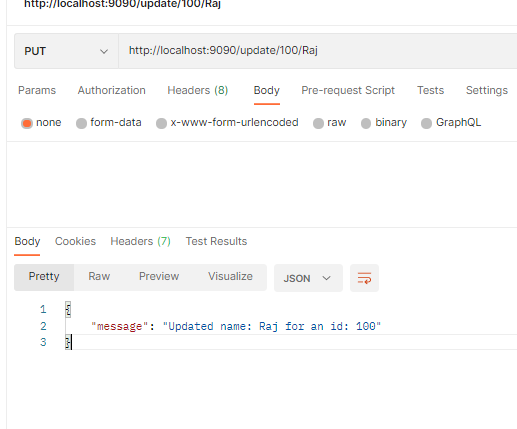 http://localhost:9090/update/100/Raj
PUT http://localhost:9090/update/100/Raj
Params Authorization Headers (8) Body Pre-request Script Tests Settings
none form-data x-www-form-urlencoded raw binary GraphQL
Body Cookies Headers (7) Test Results
Pretty Raw Preview Visualize JSON
1 {
2 "message": "Updated name: Raj for an id: 100"
3 }